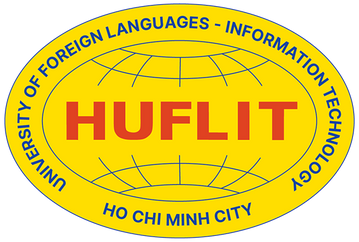 UNIVERSITY OF FOREIGN LANGUAGES - INFORMATION TECHNOLOGY
HUFLIT
HO CHI MINH CITY